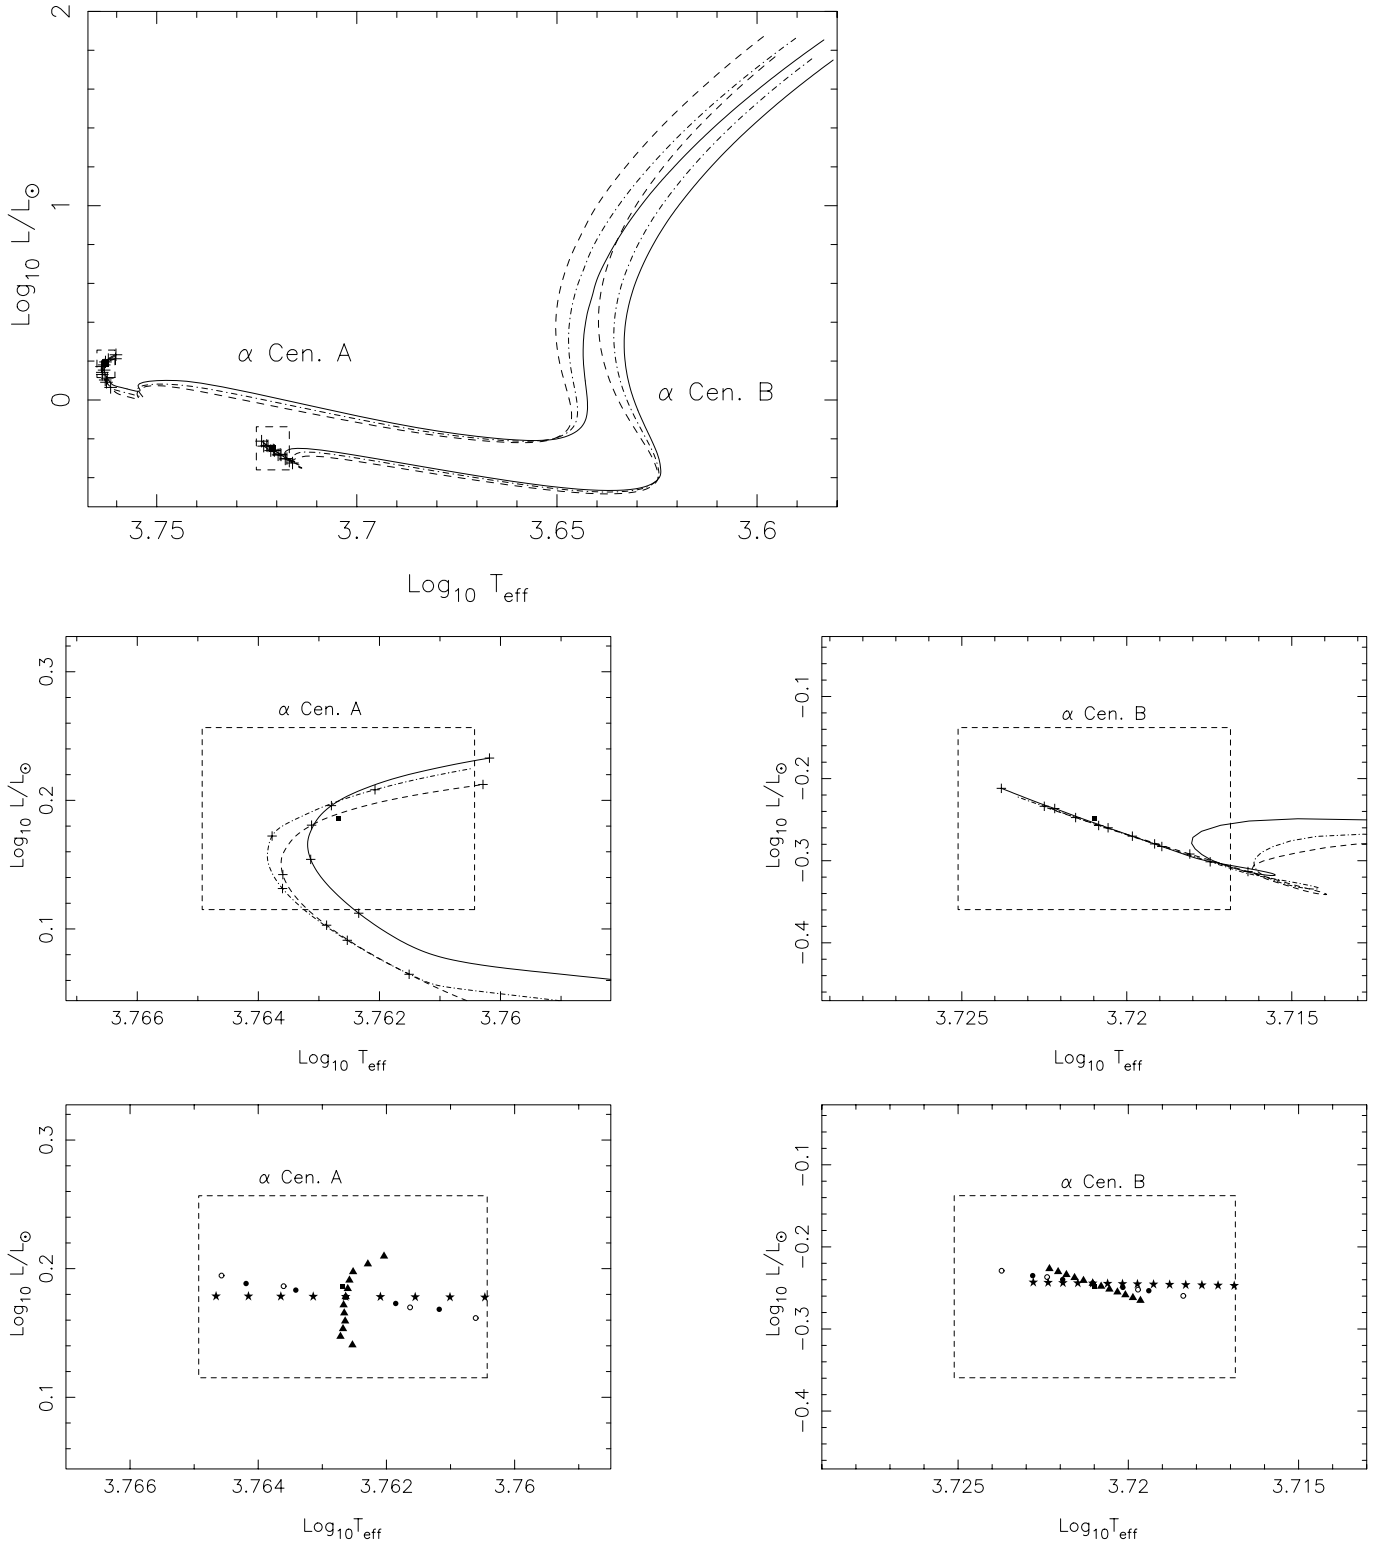 2
1
0
Log10 L/L☉
α Cen. A
α Cen. B
3.75 3.7 3.65 3.6
Log10 Teff
0.3
0.2
0.1
Log10 L/L☉
α Cen. A
3.766 3.764 3.762 3.76
Log10 Teff
−0.1
−0.2
−0.3
−0.4
Log10 L/L☉
α Cen. B
3.725 3.72 3.715
Log10 Teff
0.3
0.2
0.1
Log10 L/L☉
α Cen. A
3.766 3.764 3.762 3.76
Log10Teff
−0.1
−0.2
−0.3
−0.4
Log10 L/L☉
α Cen. B
3.725 3.72 3.715
Log10Teff